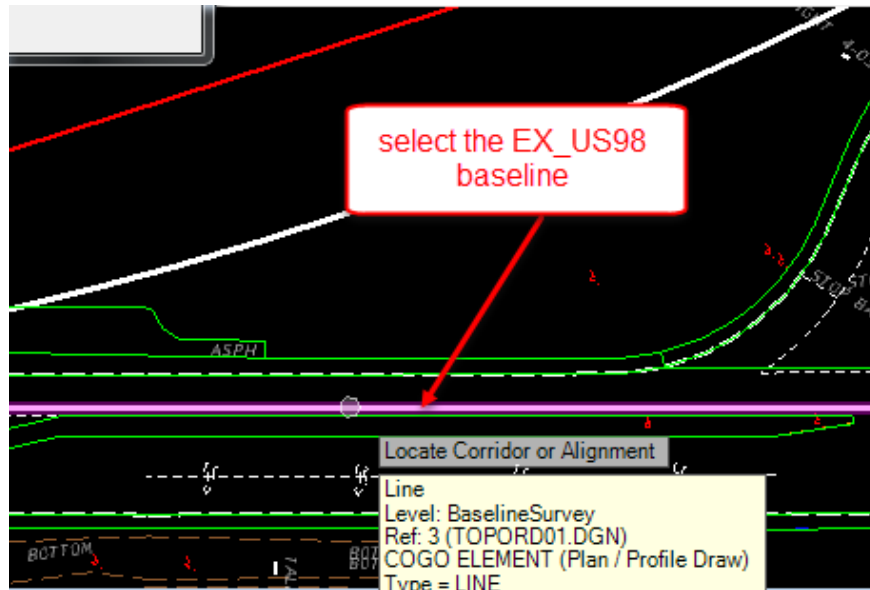 select the EX_US98
baseline
ASPH
Locate Corridor or Alignment
Line
Level: BaselineSurvey
Ref: 3 (TOPORD01.DGN)
COGO ELEMENT (Plan / Profile Draw)
Type = LINE
BOTTOM
STOP